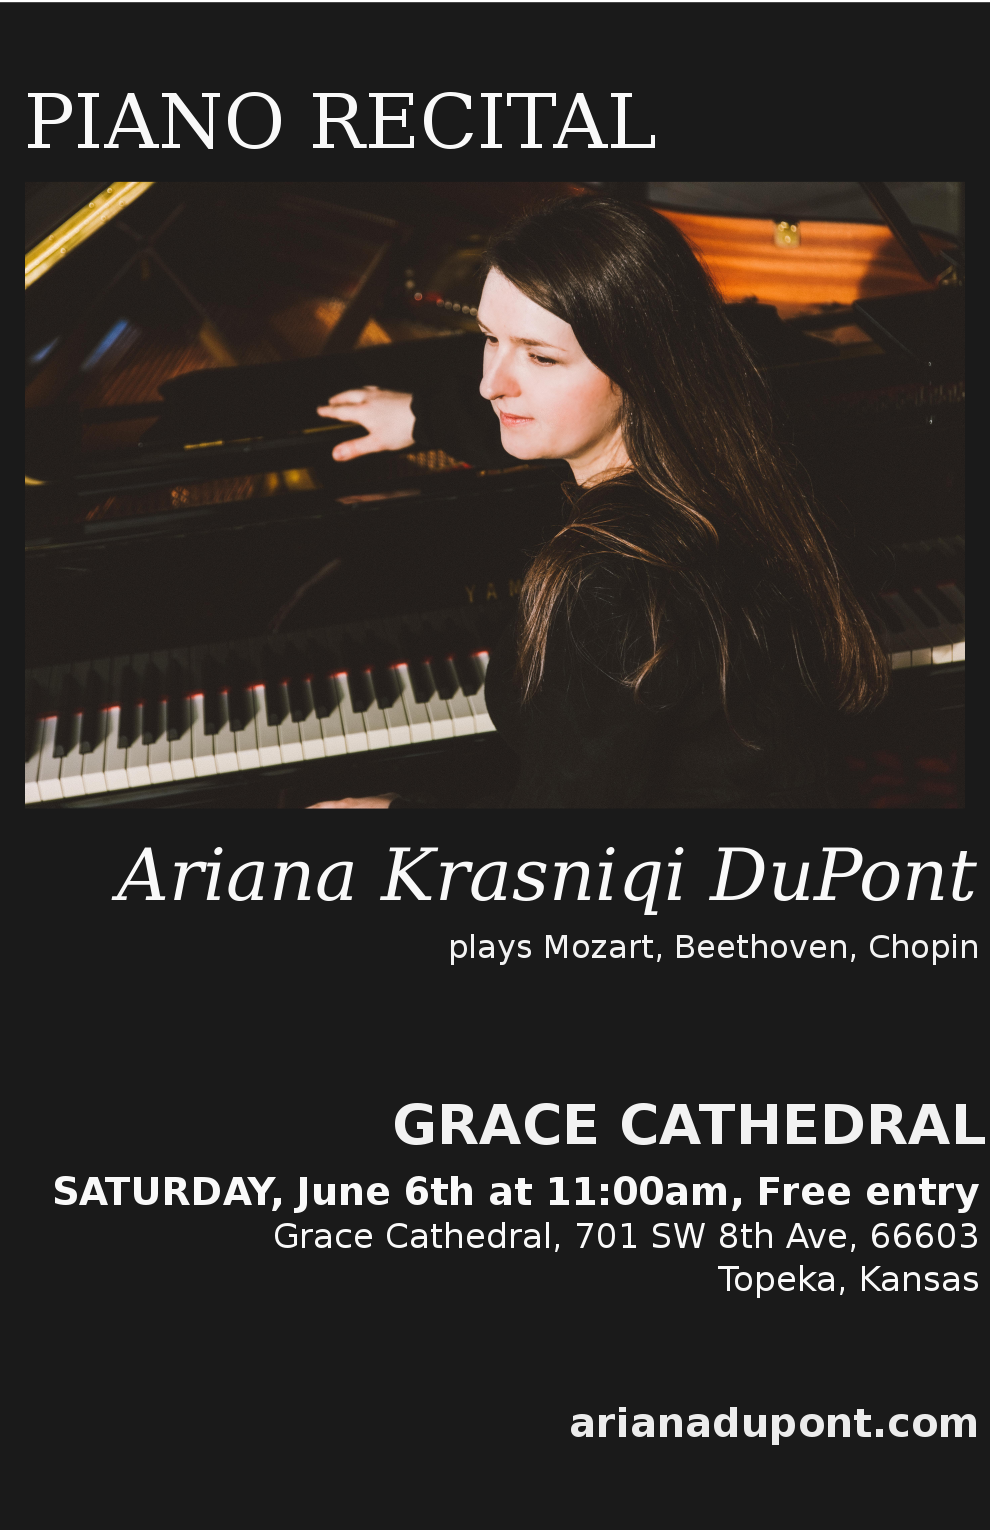 PIANO RECITAL
YAM
Ariana Krasniqi DuPont
plays Mozart, Beethoven, Chopin
GRACE CATHEDRAL
SATURDAY, June 6th at 11:00am, Free entry
Grace Cathedral, 701 SW 8th Ave, 66603
Topeka, Kansas
arianadupont.com